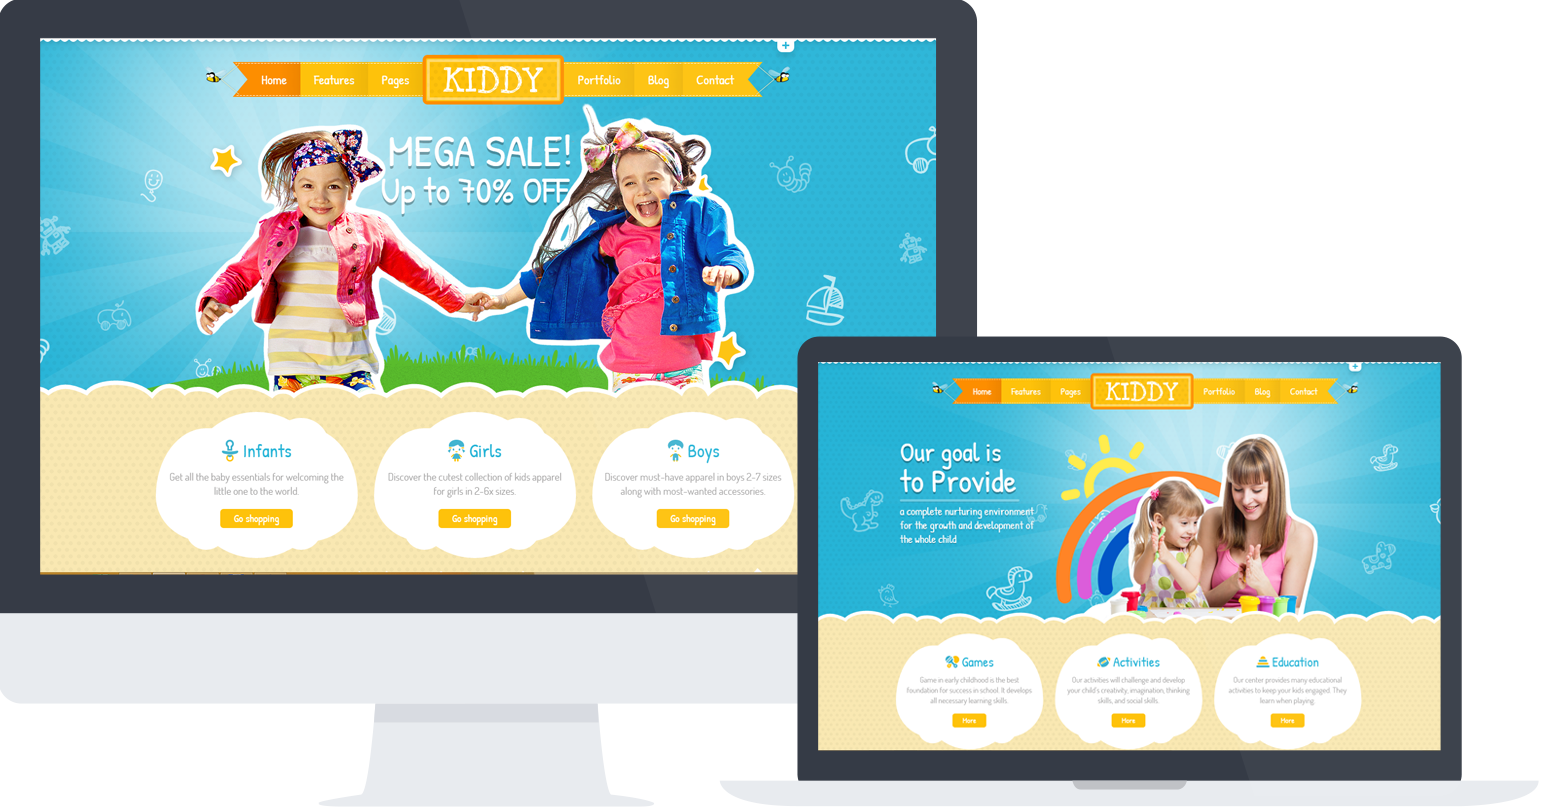 Home Features Pages KIDDY Portfolio Blog Contact
MEGA SALE!
Up to 70% OFF
Infants
Get all the baby essentials for welcoming the
little one to the world.
Go shopping
Girls
Discover the cutest collection of kids apparel
for girls in 2-6x sizes.
Go shopping
Boys
Discover must-have apparel in boys 2-7 sizes
along with most-wanted accessories.
Go shopping
Home Features Pages KIDDY Portfolio Blog Contact
Our goal is
to Provide
a complete nurturing environment
for the growth and development of
the whole child
Games
Game in early childhood is the best
foundation for success in school. It develops
all necessary learning skills.
More
Activities
Our activities will challenge and develop
your child's creativity, imagination, thinking
skills, and social skills.
More
Education
Our center provides many educational
activities to keep your kids engaged. They
learn when playing.
More